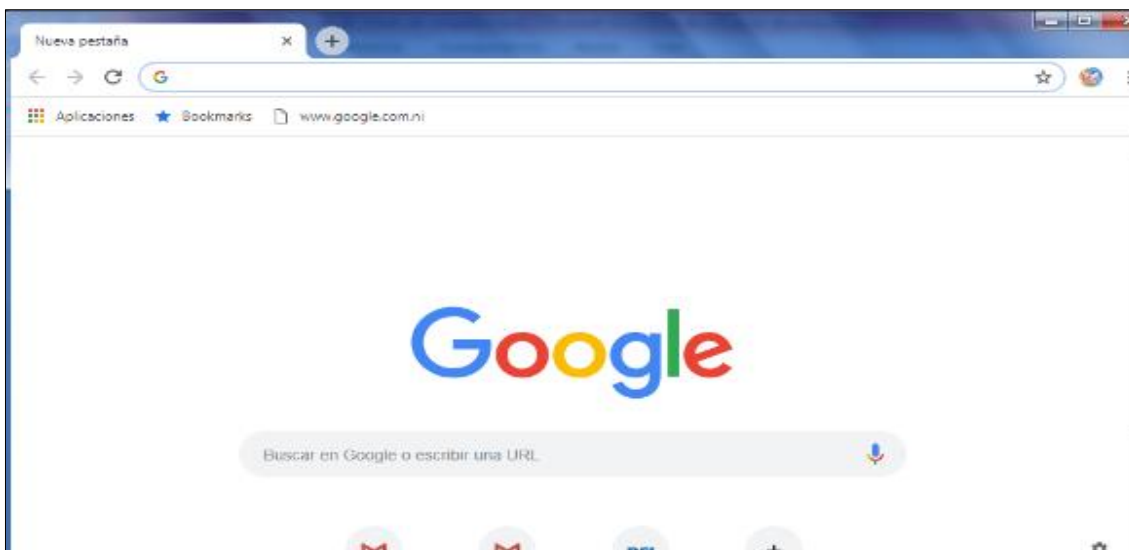 Nueva pestaña
Aplicaciones Bookmarks www.google.com.ni
Google
Buscar en Google o escribir una URL